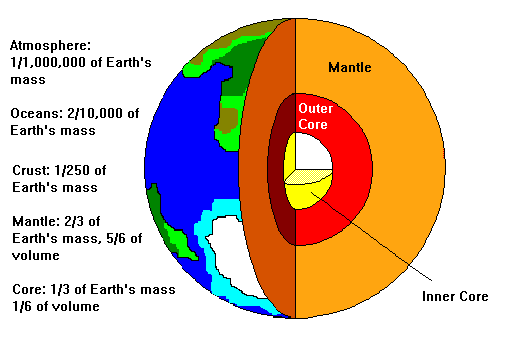 Atmosphere:
1/1,000,000 of Earth's
mass
Oceans: 2/10,000 of
Earth's mass
Crust: 1/250 of
Earth's mass
Mantle: 2/3 of
Earth's mass, 5/6 of
volume
Core: 1/3 of Earth's mass
1/6 of volume
Mantle
Outer
Core
Inner Core